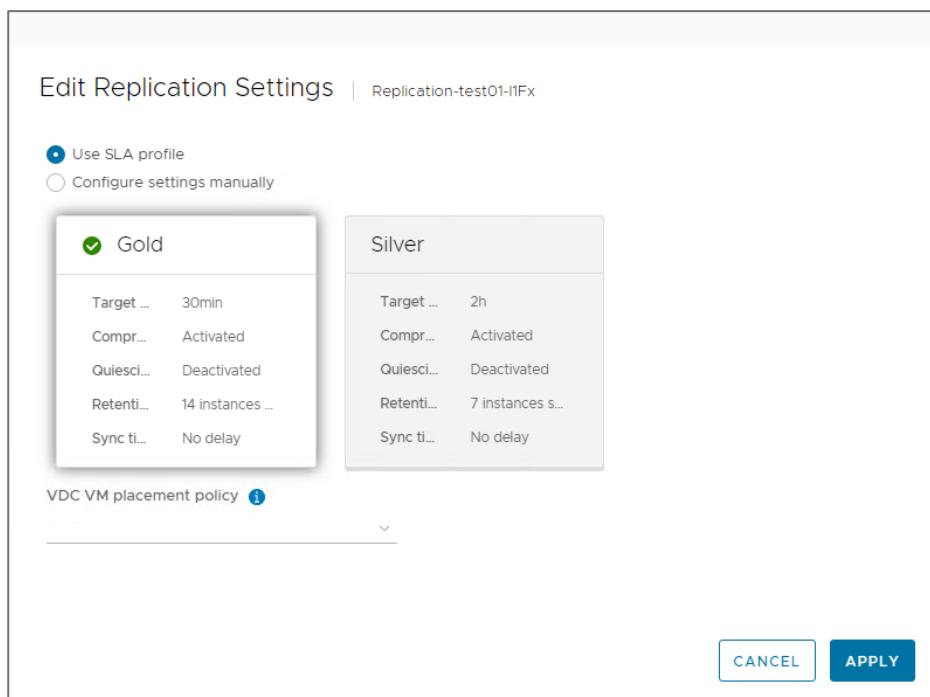 Edit Replication Settings
Replication-test01-I1Fx
Use SLA profile
Configure settings manually
Gold
Target ... 30min
Compr... Activated
Quiesci... Deactivated
Retenti... 14 instances ...
Sync ti... No delay
Silver
Target ... 2h
Compr... Activated
Quiesci... Deactivated
Retenti... 7 instances s...
Sync ti... No delay
VDC VM placement policy
CANCEL
APPLY